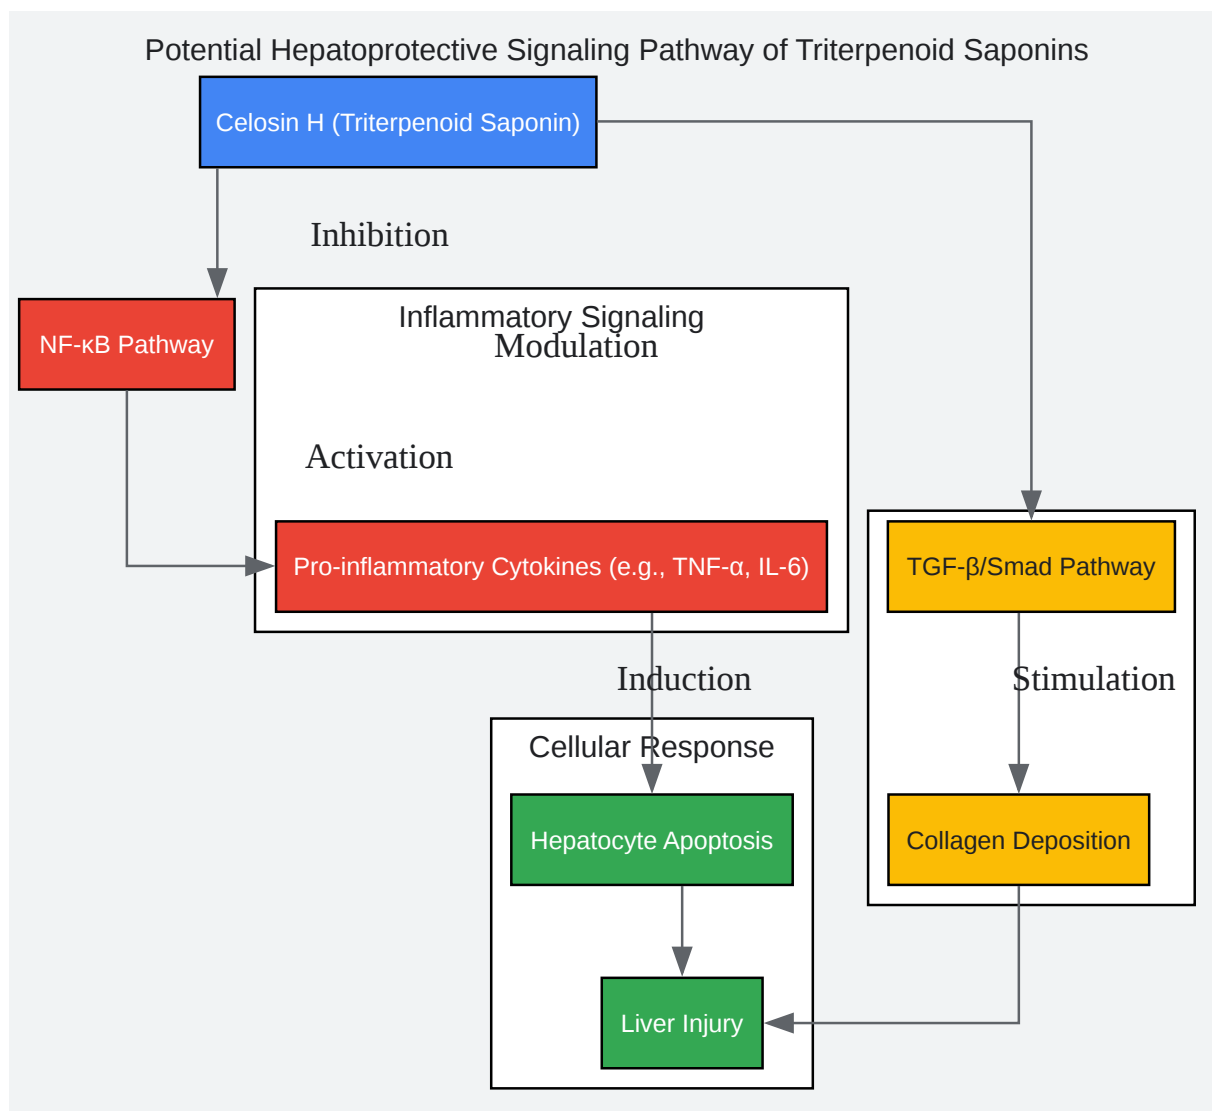 Potential Hepatoprotective Signaling Pathway of Triterpenoid Saponins
Celosin H (Triterpenoid Saponin)
Inhibition
NF-κB Pathway
Inflammatory Signaling
Modulation
Activation
Pro-inflammatory Cytokines (e.g., TNF-α, IL-6)
TGF-β/Smad Pathway
Induction
Stimulation
Cellular Response
Hepatocyte Apoptosis
Collagen Deposition
Liver Injury